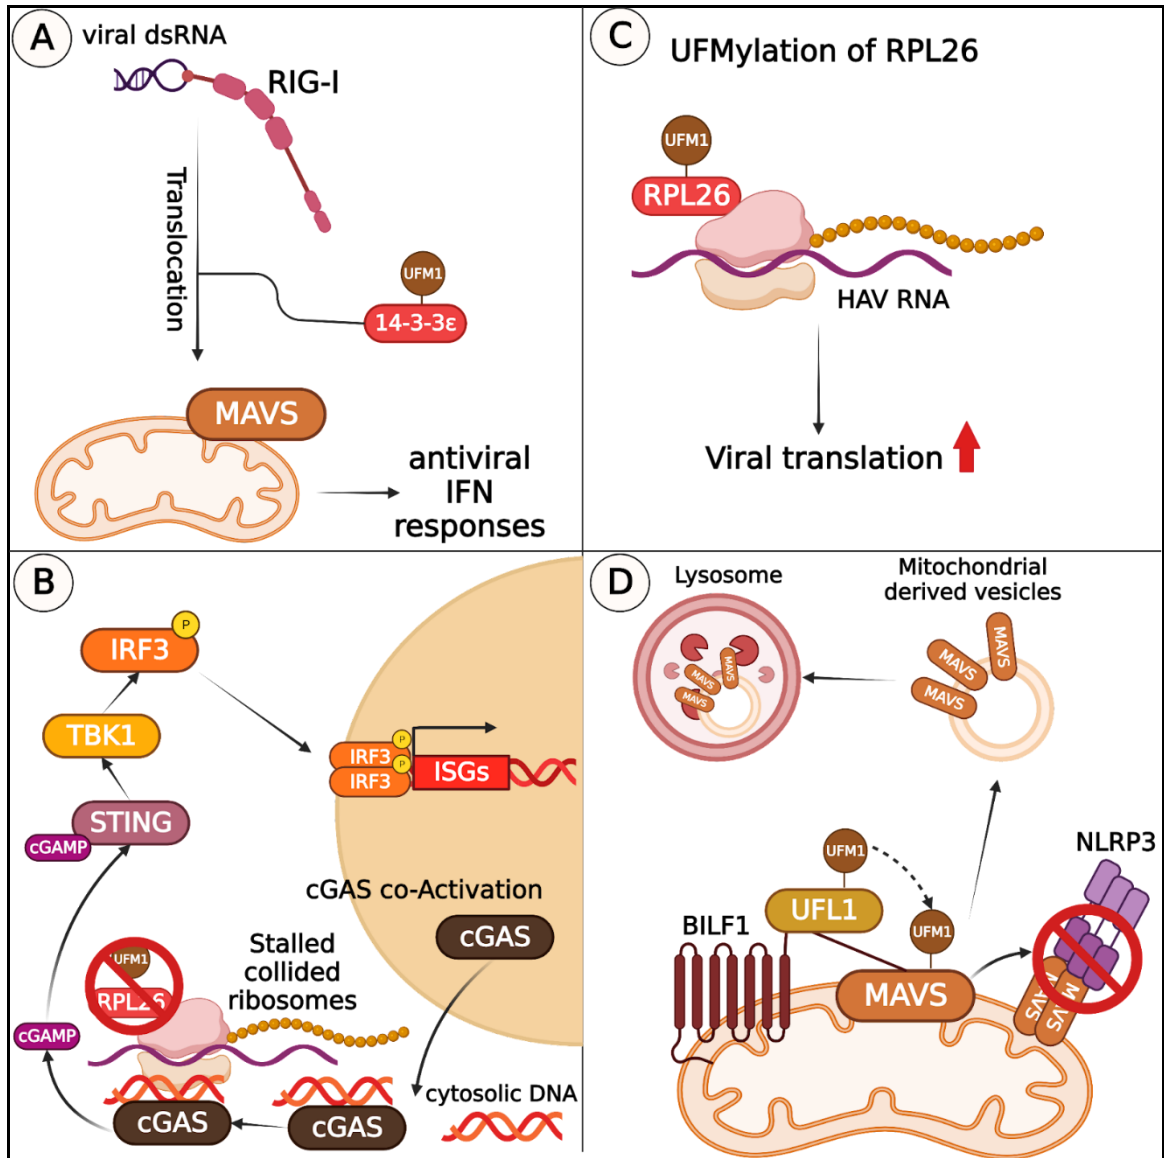 A
viral dsRNA
RIG-I
Translocation
UFM1
14-3-3ε
MAVS
antiviral
IFN
responses
B
IRF3
P
TBK1
STING
cGAMP
IRF3
P
IRF3
P
ISGs
cGAS co-Activation
cGAS
Stalled
collided
ribosomes
UFM1
RPL26
cGAMP
cGAS
cGAS
cytosolic DNA
C
UFMylation of RPL26
UFM1
RPL26
HAV RNA
Viral translation
D
Lysosome
Mitochondrial
derived vesicles
MAVS
MAVS
MAVS
MAVS
MAVS
MAVS
NLRP3
UFM1
UFL1
BILF1
UFM1
MAVS
MAVS
MAVS